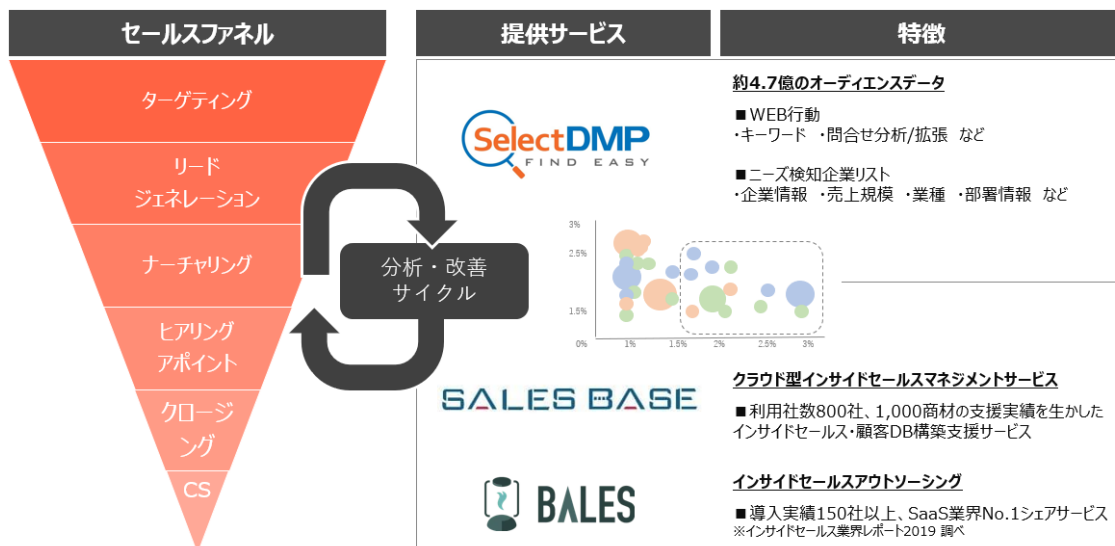 セールスファネル
提供サービス
特徴
ターゲティング
リード
ジェネレーション
ナーチャリング
ヒアリング
アポイント
クロージ
ング
CS
分析・改善
サイクル
SelectDMP
FIND EASY
約4.7億のオーディエンスデータ
■WEB行動
・キーワード ・問合せ分析/拡張 など
■ニーズ検知企業リスト
・企業情報 ・売上規模 ・業種 ・部署情報 など
3%
2.5%
1.5%
0%
1%
1.5%
2%
2.5%
3%
SALES BASE
クラウド型インサイドセールスマネジメントサービス
■利用社数800社、1,000商材の支援実績を生かした
インサイドセールス・顧客DB構築支援サービス
BALES
インサイドセールスアウトソーシング
■導入実績150社以上、SaaS業界No.1シェアサービス
※インサイドセールス業界レポート2019 調べ